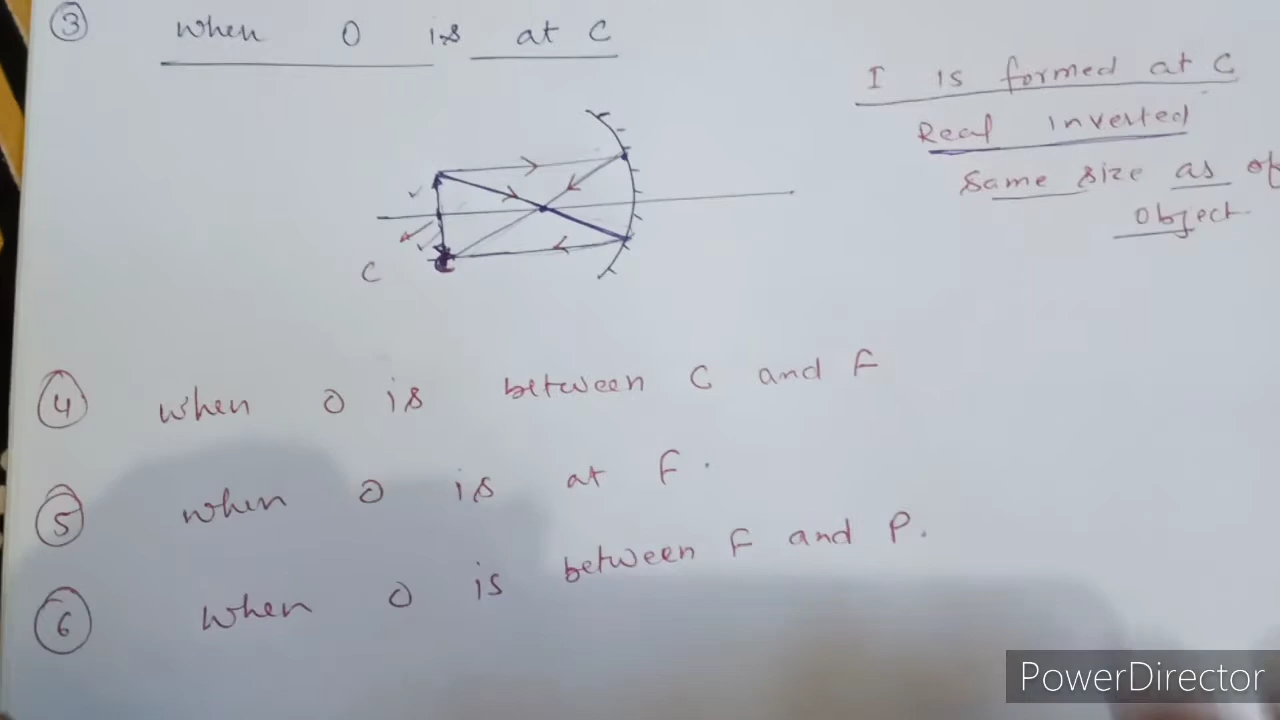 3 when O is at C
I is formed at C
Real inverted
Same size as of
Object.
C
4 when O is between C and F
5 when O is at F.
6 when O is between F and P.
PowerDirector